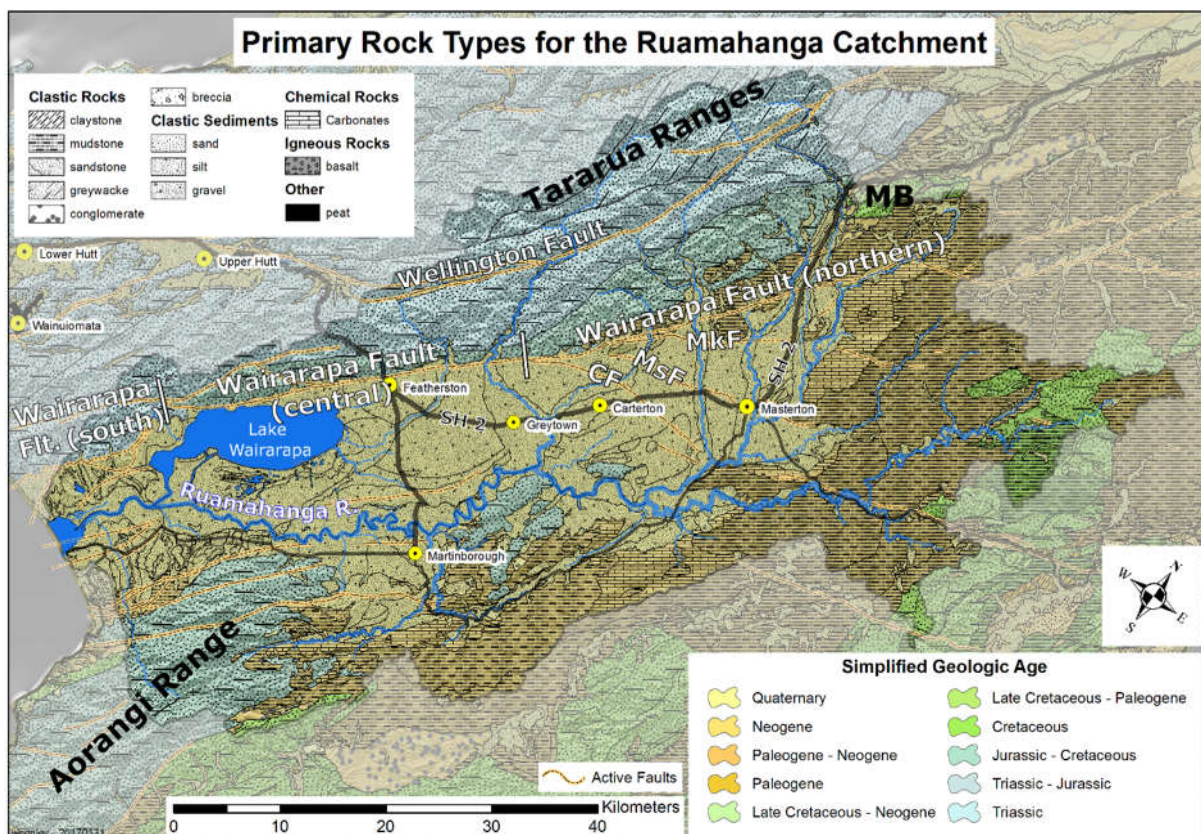 Primary Rock Types for the Ruamahanga Catchment
Clastic Rocks
claystone
mudstone
sandstone
greywacke
conglomerate
breccia
Clastic Sediments
sand
silt
gravel
Chemical Rocks
Carbonates
Igneous Rocks
basalt
Other
peat
Tararua Ranges
MB
Lower Hutt
Upper Hutt
Wainuiomata
Wellington Fault
Wairarapa Fault (northern)
Wairarapa Fault
(central)
Wairarapa
Flt. (south)
MkF
MsF
CF
SH 2
Featherston
SH 2
Greytown
Carterton
Masterton
Lake
Wairarapa
Ruamahanga R.
Martinborough
Aorangi Range
N
W
E
S
Active Faults
Kilometers
0
10
20
40
Simplified Geologic Age
Quaternary
Neogene
Paleogene - Neogene
Paleogene
Late Cretaceous - Neogene
Late Cretaceous - Paleogene
Cretaceous
Jurassic - Cretaceous
Triassic - Jurassic
Triassic